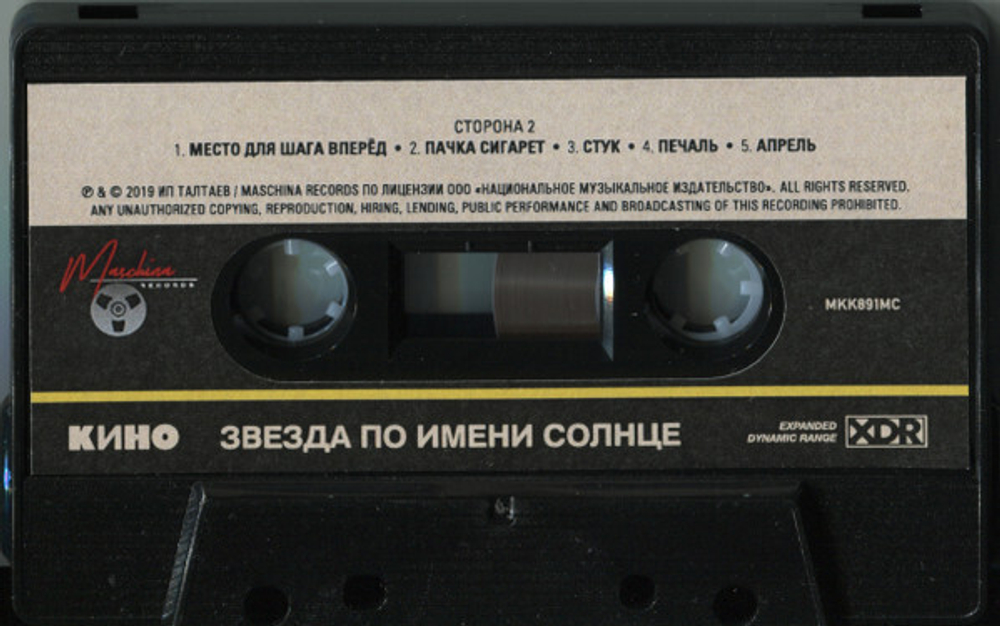 СТОРОНА 2
1. МЕСТО ДЛЯ ШАГА ВПЕРЁД • 2. ПАЧКА СИГАРЕТ • 3. СТУК • 4. ПЕЧАЛЬ • 5. АПРЕЛЬ
℗ & © 2019 ИП ТАЛТАЕВ / MASCHINA RECORDS ПО ЛИЦЕНЗИИ ООО «НАЦИОНАЛЬНОЕ МУЗЫКАЛЬНОЕ ИЗДАТЕЛЬСТВО». ALL RIGHTS RESERVED.
ANY UNAUTHORIZED COPYING, REPRODUCTION, HIRING, LENDING, PUBLIC PERFORMANCE AND BROADCASTING OF THIS RECORDING PROHIBITED.
Maschina
RECORDS
MKK891MC
КИНО ЗВЕЗДА ПО ИМЕНИ СОЛНЦЕ
EXPANDED
DYNAMIC RANGE
XDR